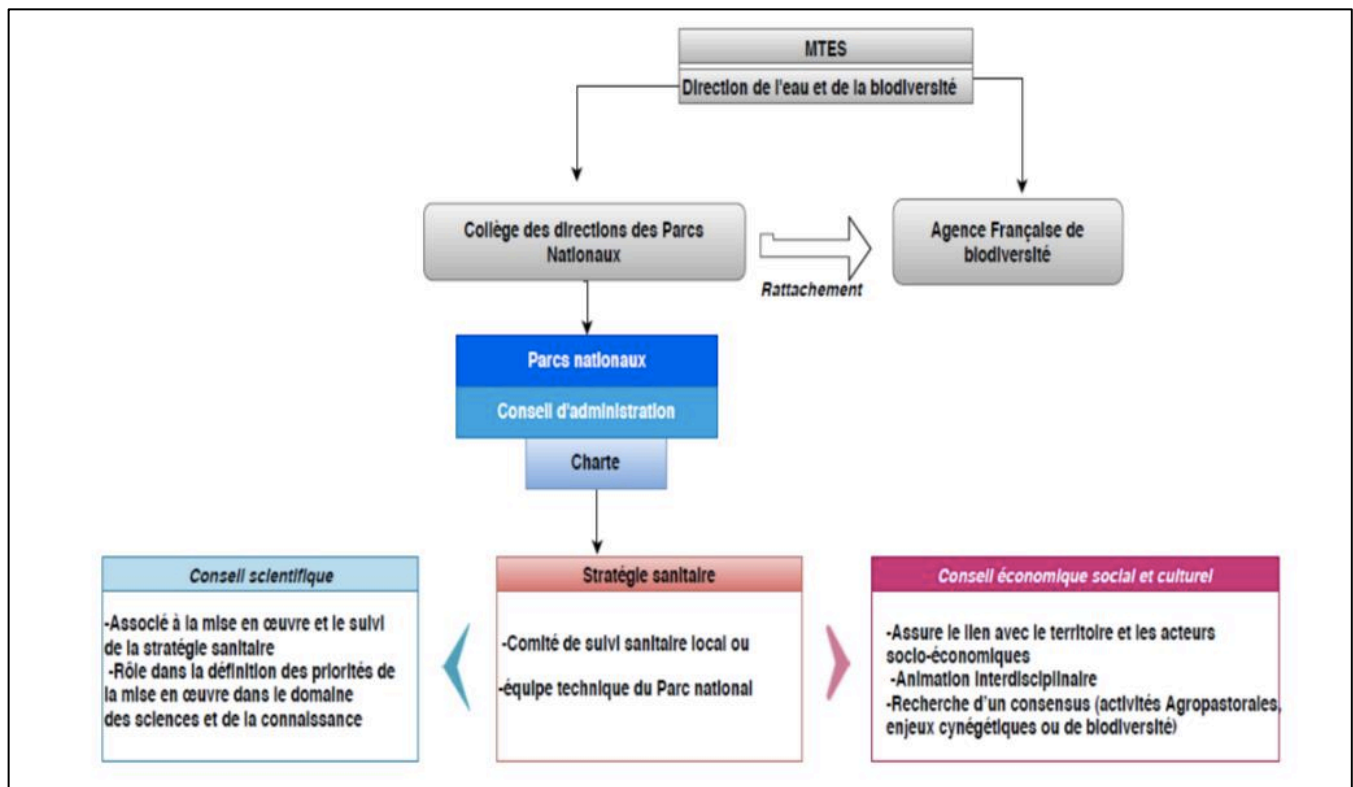 MTES
Direction de l'eau et de la biodiversité
Collège des directions des Parcs
Nationaux
Rattachement
Agence Française de
biodiversité
Parcs nationaux
Conseil d'administration
Charte
Conseil scientifique
-Associé à la mise en œuvre et le suivi
de la stratégie sanitaire
-Rôle dans la définition des priorités de
la mise en œuvre dans le domaine
des sciences et de la connaissance
Stratégie sanitaire
-Comité de suivi sanitaire local ou
-équipe technique du Parc national
Conseil économique social et culturel
-Assure le lien avec le territoire et les acteurs
socio-économiques
-Animation interdisciplinaire
-Recherche d'un consensus (activités Agropastorales,
enjeux cynégétiques ou de biodiversité)